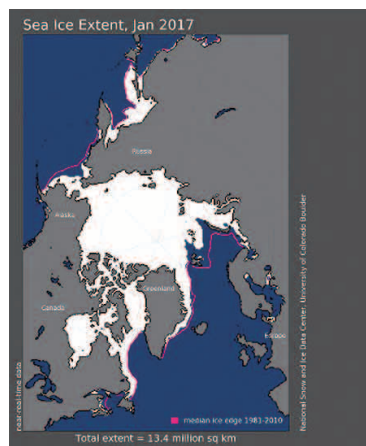 Sea Ice Extent, Jan 2017
Russia
Alaska
Greenland
Canada
Europe
near-real-time data
National Snow and Ice Data Center, University of Colorado Boulder
median ice edge 1981-2010
Total extent = 13.4 million sq km